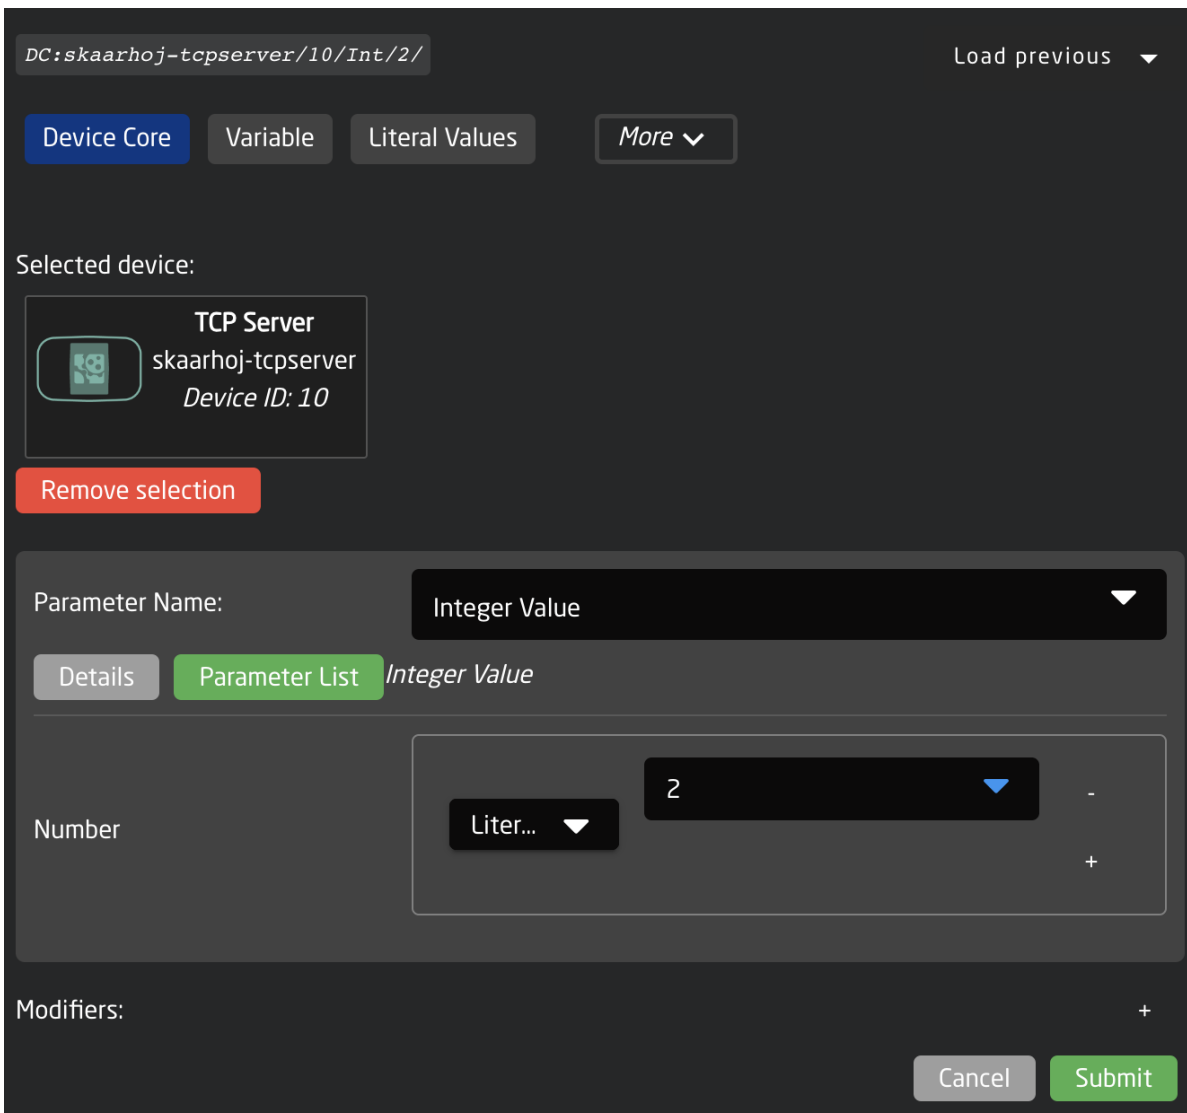 DC:skaarhoj-tcpserver/10/Int/2/
Load previous
Device Core
Variable
Literal Values
More
Selected device:
TCP Server
skaarhoj-tcpserver
Device ID: 10
Remove selection
Parameter Name:
Integer Value
Details
Parameter List
Integer Value
Number
Liter...
2
-
+
Modifiers:
+
Cancel
Submit